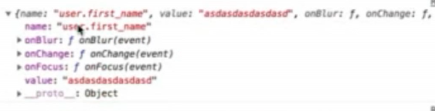 ▼{name: "user.first_name", value: "asdasdasdasdasd", onBlur: ƒ, onChange: ƒ,
name: "user.first_name"
▶onBlur: ƒ onBlur(event)
▶onChange: ƒ onChange(event)
▶onFocus: ƒ onFocus(event)
value: "asdasdasdasdasd"
▶__proto__: Object